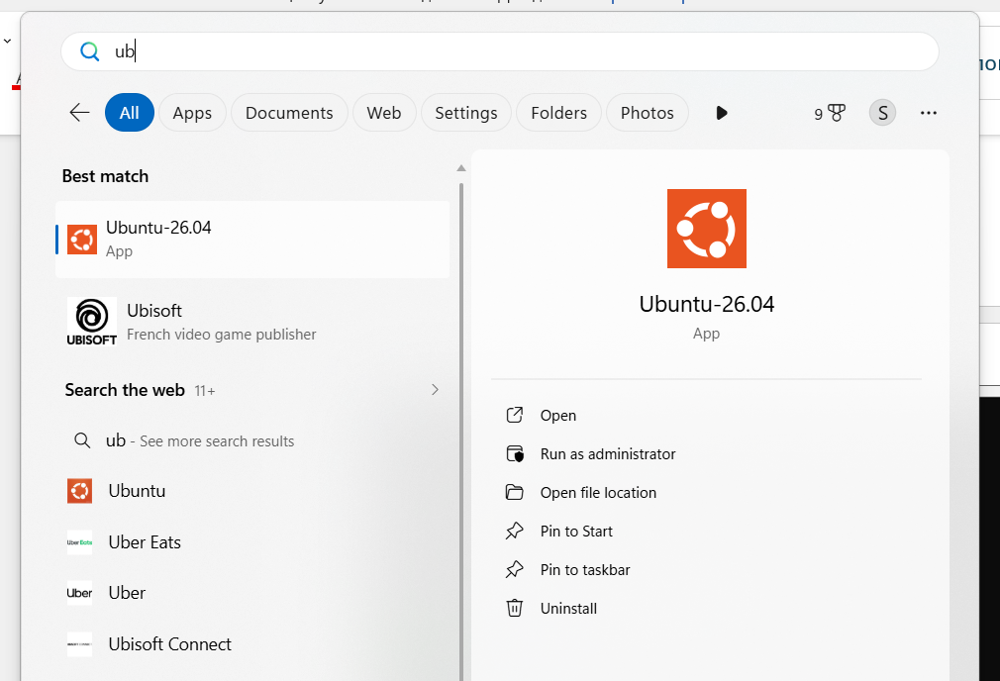 ub
All
Apps
Documents
Web
Settings
Folders
Photos
9
S
Best match
Ubuntu-26.04
App
UBISOFT
Ubisoft
French video game publisher
Search the web 11+
ub - See more search results
Ubuntu
Uber Eats
Uber Eats
Uber
Uber
Ubisoft Connect
Ubuntu-26.04
App
Open
Run as administrator
Open file location
Pin to Start
Pin to taskbar
Uninstall